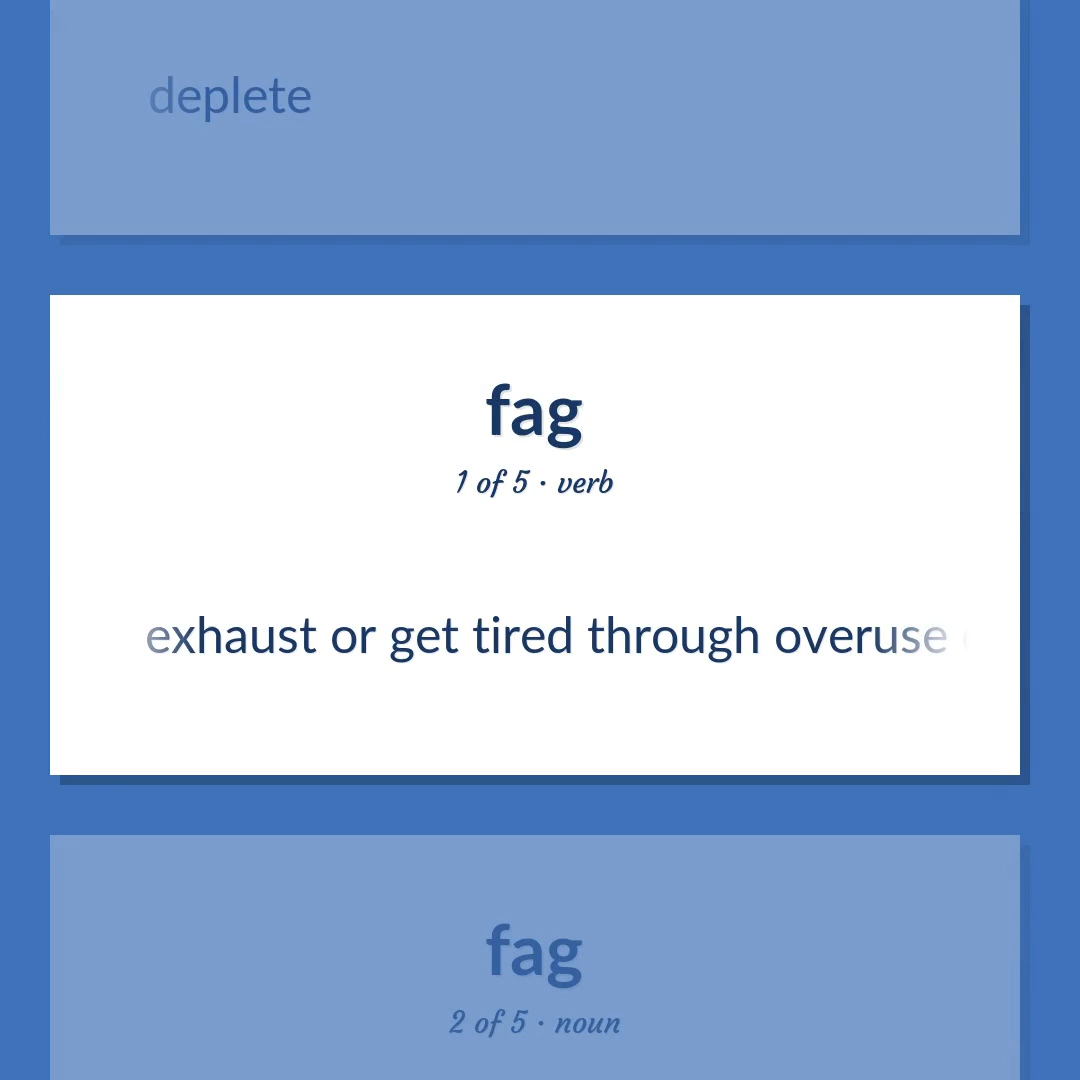 deplete
fag
1 of 5 · verb
exhaust or get tired through overuse
fag
2 of 5 · noun